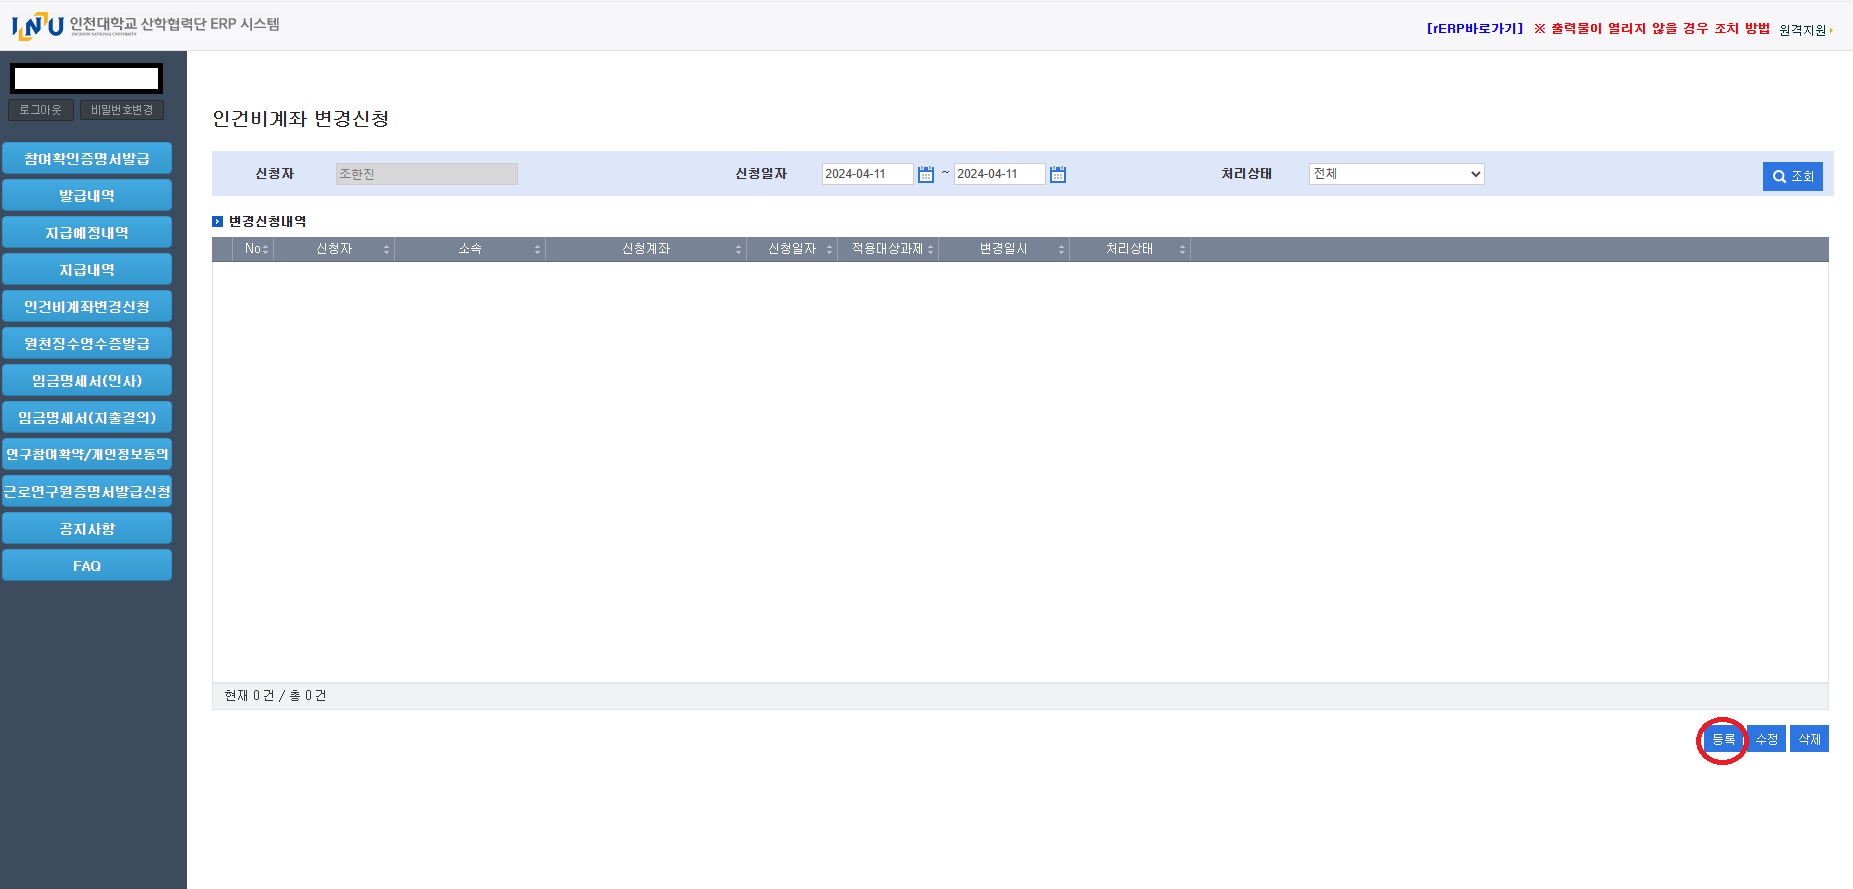 INU 인천대학교 산학협력단 ERP 시스템
INCHEON NATIONAL UNIVERSITY
[rERP바로가기] ※ 출력물이 열리지 않을 경우 조치 방법 원격지원
로그아웃 비밀번호변경
참여확인증명서발급
발급내역
지급예정내역
지급내역
인건비계좌변경신청
원천징수영수증발급
임금명세서(인사)
임금명세서(지출결의)
연구참여확약/개인정보동의
근로연구원증명서발급신청
공지사항
FAQ
인건비계좌 변경신청
신청자 조한진 신청일자 2024-04-11 ~ 2024-04-11 처리상태 전체 조회
변경신청내역
No 신청자 소속 신청계좌 신청일자 적용대상과제 변경일시 처리상태
현재 0 건 / 총 0 건
등록 수정 삭제